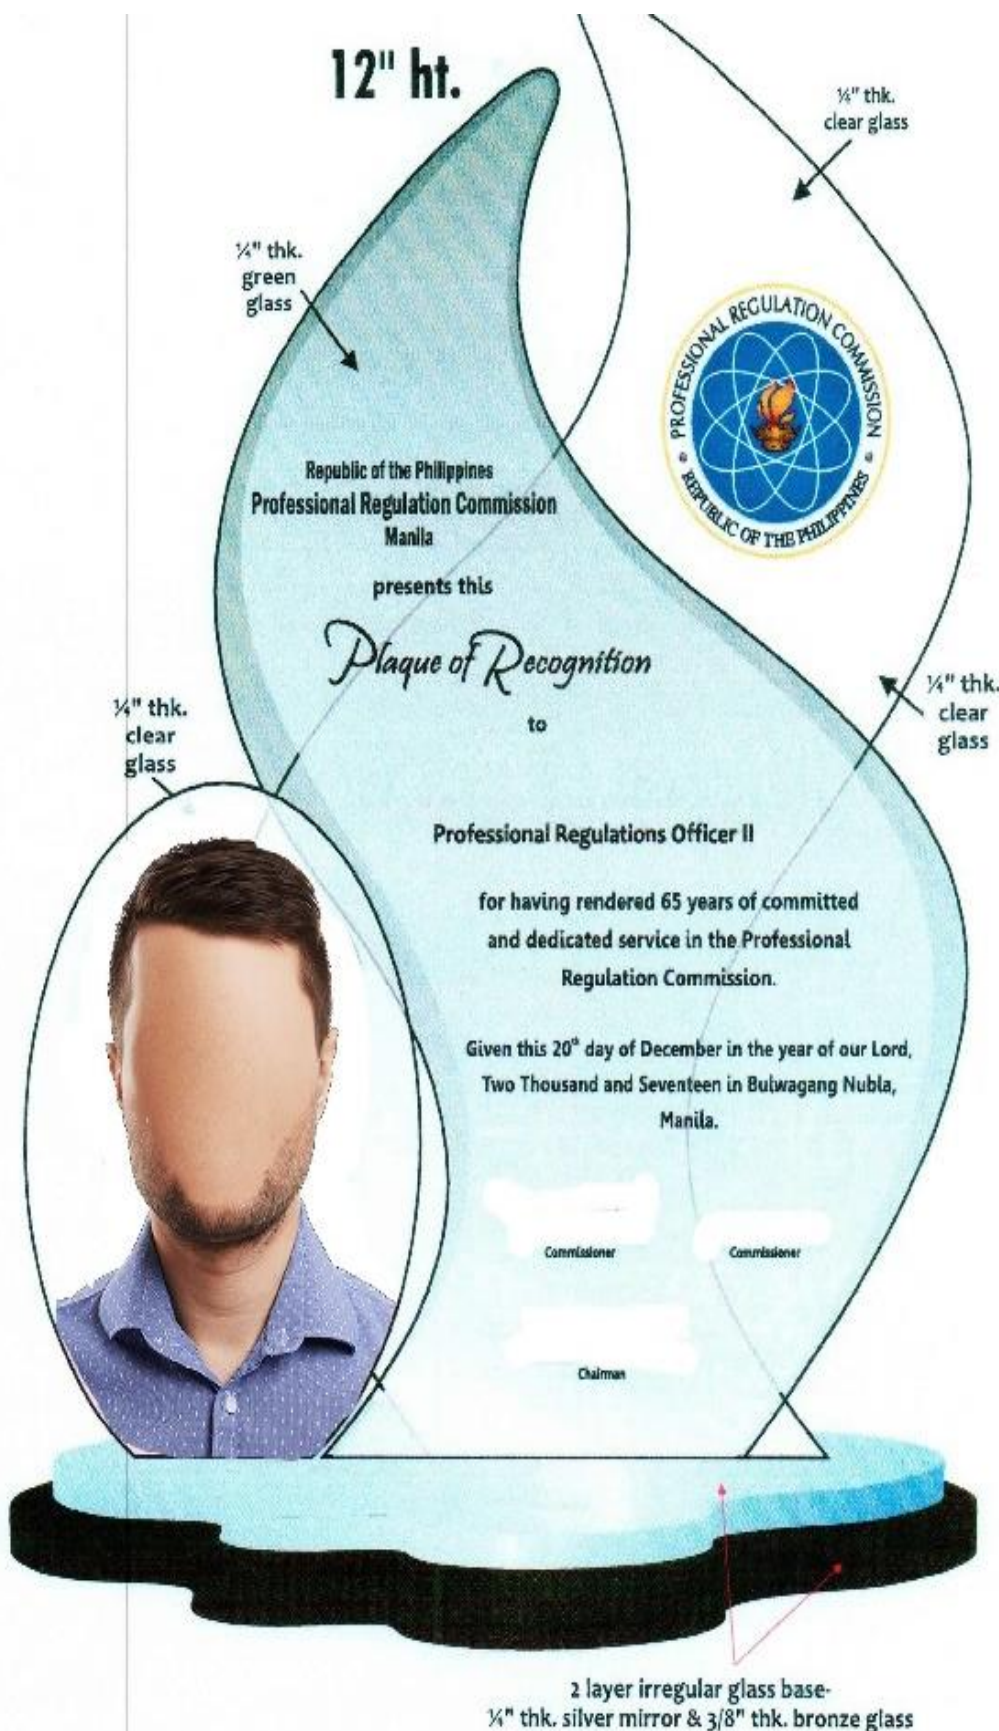 12" ht.
¼" thk.
clear glass
¼" thk.
green
glass
PROFESSIONAL REGULATION COMMISSION
REPUBLIC OF THE PHILIPPINES
Republic of the Philippines
Professional Regulation Commission
Manila
presents this
Plaque of Recognition
to
¼" thk.
clear
glass
¼" thk.
clear
glass
Professional Regulations Officer II
for having rendered 65 years of committed
and dedicated service in the Professional
Regulation Commission.
Given this 20th day of December in the year of our Lord,
Two Thousand and Seventeen in Bulwagang Nubla,
Manila.
Commissioner
Commissioner
Chairman
2 layer irregular glass base-
¼" thk. silver mirror & 3/8" thk. bronze glass